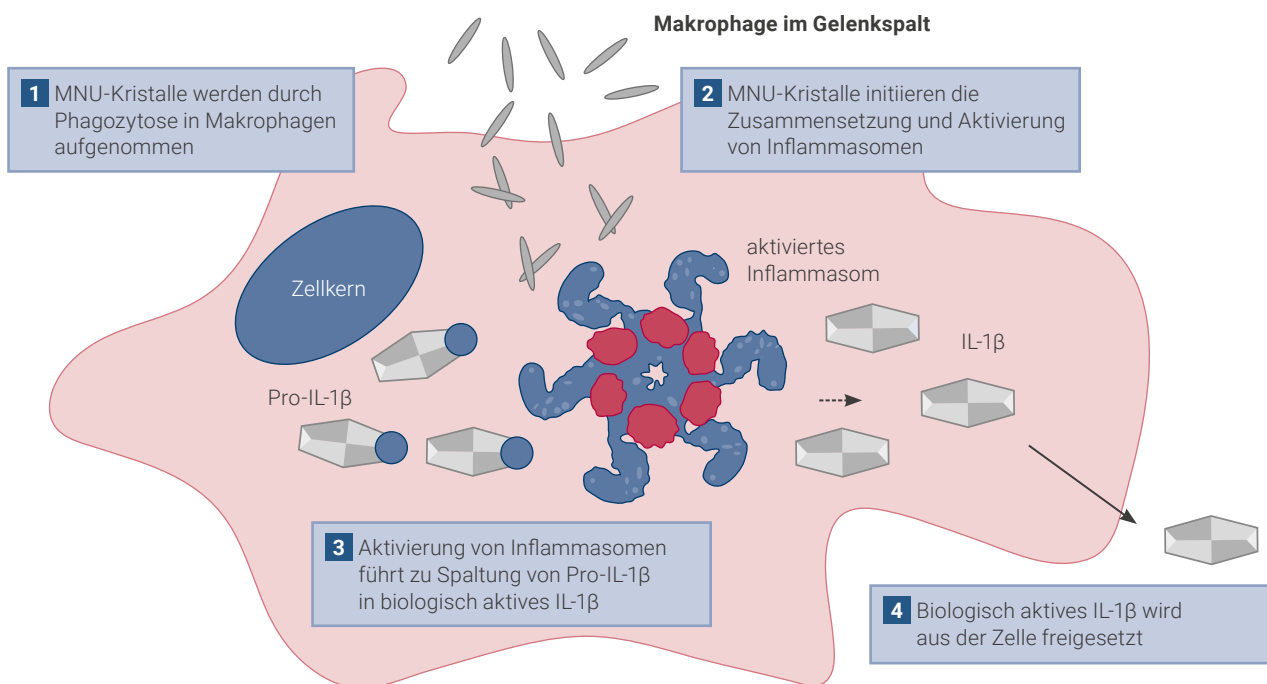 Makrophage im Gelenkspalt
1 MNU-Kristalle werden durch
Phagozytose in Makrophagen
aufgenommen
2 MNU-Kristalle initiieren die
Zusammensetzung und Aktivierung
von Inflammasomen
aktiviertes
Inflammasom
Zellkern
IL-1β
Pro-IL-1β
3 Aktivierung von Inflammasomen
führt zu Spaltung von Pro-IL-1β
in biologisch aktives IL-1β
4 Biologisch aktives IL-1β wird
aus der Zelle freigesetzt